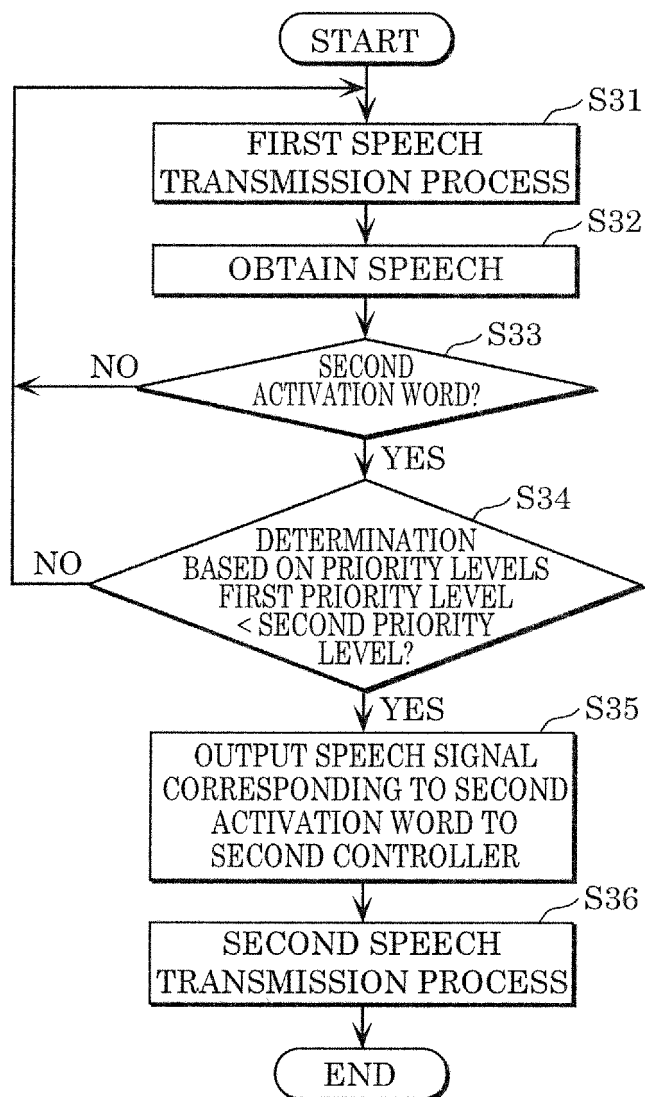 START
S31
FIRST SPEECH
TRANSMISSION PROCESS
S32
OBTAIN SPEECH
S33
NO
SECOND
ACTIVATION WORD?
YES
S34
NO
DETERMINATION
BASED ON PRIORITY LEVELS
FIRST PRIORITY LEVEL
< SECOND PRIORITY
LEVEL?
YES
S35
OUTPUT SPEECH SIGNAL
CORRESPONDING TO SECOND
ACTIVATION WORD TO
SECOND CONTROLLER
S36
SECOND SPEECH
TRANSMISSION PROCESS
END